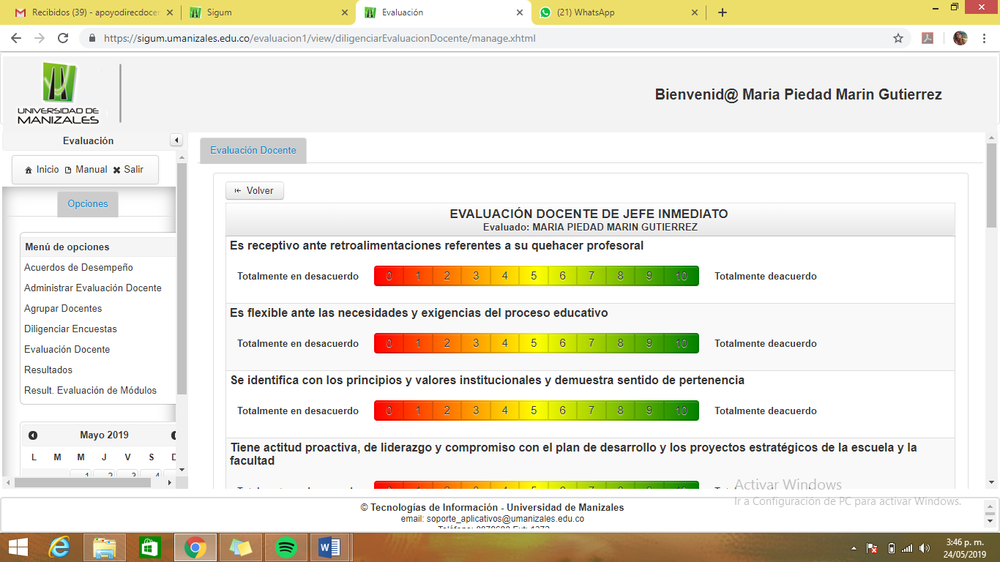 Recibidos (39) - apoyodirecdocen
Sigum
Evaluación
(21) WhatsApp
https://sigum.umanizales.edu.co/evaluacion1/view/diligenciarEvaluacionDocente/manage.xhtml
UNIVERSIDAD DE
MANIZALES
Bienvenid@ Maria Piedad Marin Gutierrez
Evaluación
Inicio Manual Salir
Opciones
Menú de opciones
Acuerdos de Desempeño
Administrar Evaluación Docente
Agrupar Docentes
Diligenciar Encuestas
Evaluación Docente
Resultados
Result. Evaluación de Módulos
Mayo 2019
L M M J V S D
1 2 3 4
Evaluación Docente
Volver
EVALUACIÓN DOCENTE DE JEFE INMEDIATO
Evaluado: MARIA PIEDAD MARIN GUTIERREZ
Es receptivo ante retroalimentaciones referentes a su quehacer profesoral
Totalmente en desacuerdo 0 1 2 3 4 5 6 7 8 9 10 Totalmente deacuerdo
Es flexible ante las necesidades y exigencias del proceso educativo
Totalmente en desacuerdo 0 1 2 3 4 5 6 7 8 9 10 Totalmente deacuerdo
Se identifica con los principios y valores institucionales y demuestra sentido de pertenencia
Totalmente en desacuerdo 0 1 2 3 4 5 6 7 8 9 10 Totalmente deacuerdo
Tiene actitud proactiva, de liderazgo y compromiso con el plan de desarrollo y los proyectos estratégicos de la escuela y la
facultad
Activar Windows
Ir a Configuración de PC para activar Windows.
© Tecnologías de Información - Universidad de Manizales
email: soporte_aplicativos@umanizales.edu.co
3:46 p. m.
24/05/2019